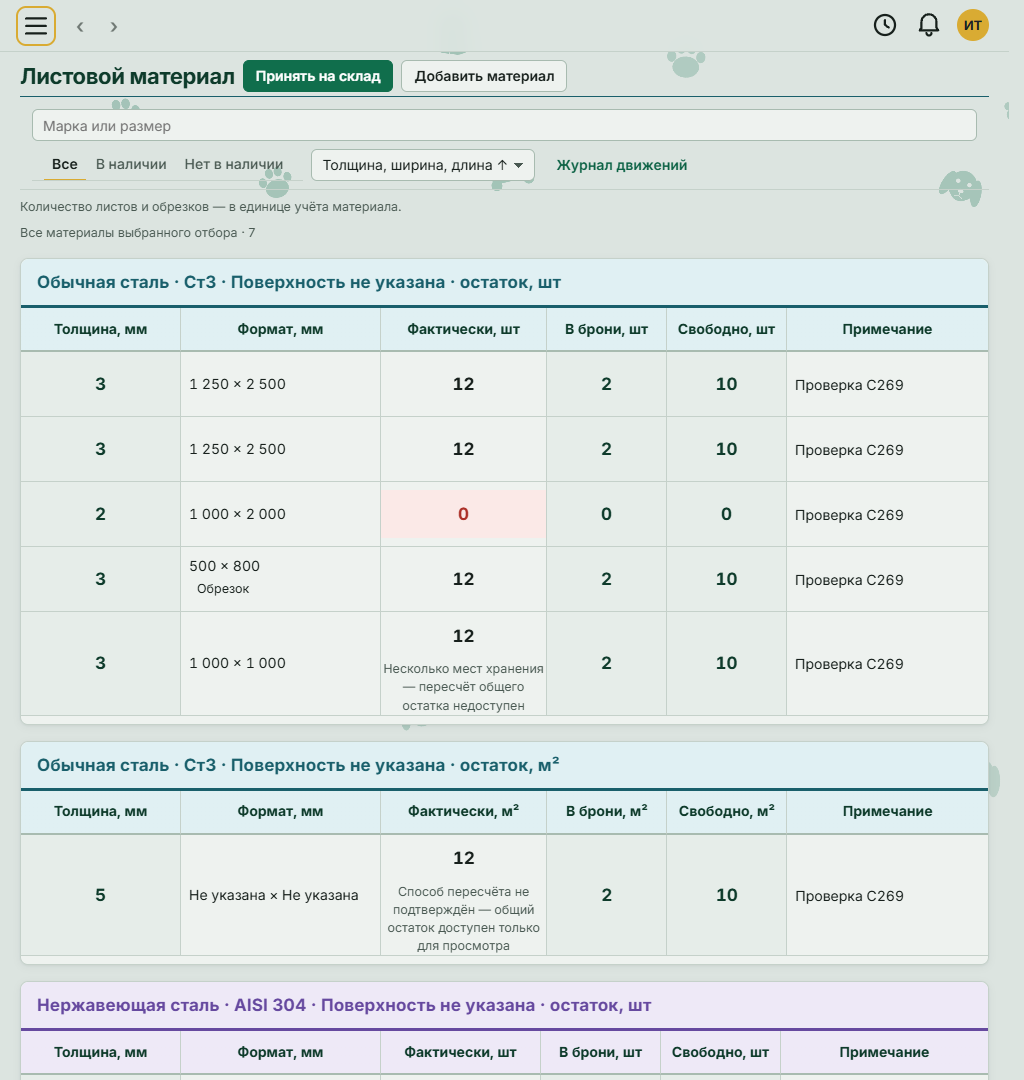 ‹ › ИТ
Листовой материал Принять на склад Добавить материал
Марка или размер
Все В наличии Нет в наличии Толщина, ширина, длина ↑ Журнал движений
Количество листов и обрезков — в единице учёта материала.
Все материалы выбранного отбора · 7
Обычная сталь · Ст3 · Поверхность не указана · остаток, шт
Толщина, мм Формат, мм Фактически, шт В брони, шт Свободно, шт Примечание
3 1 250 × 2 500 12 2 10 Проверка С269
3 1 250 × 2 500 12 2 10 Проверка С269
2 1 000 × 2 000 0 0 0 Проверка С269
3 500 × 800 12 2 10 Проверка С269
Обрезок
3 1 000 × 1 000 12 2 10 Проверка С269
Несколько мест хранения
— пересчёт общего
остатка недоступен
Обычная сталь · Ст3 · Поверхность не указана · остаток, м²
Толщина, мм Формат, мм Фактически, м² В брони, м² Свободно, м² Примечание
5 Не указана × Не указана 12 2 10 Проверка С269
Способ пересчёта не
подтверждён — общий
остаток доступен только
для просмотра
Нержавеющая сталь · AISI 304 · Поверхность не указана · остаток, шт
Толщина, мм Формат, мм Фактически, шт В брони, шт Свободно, шт Примечание